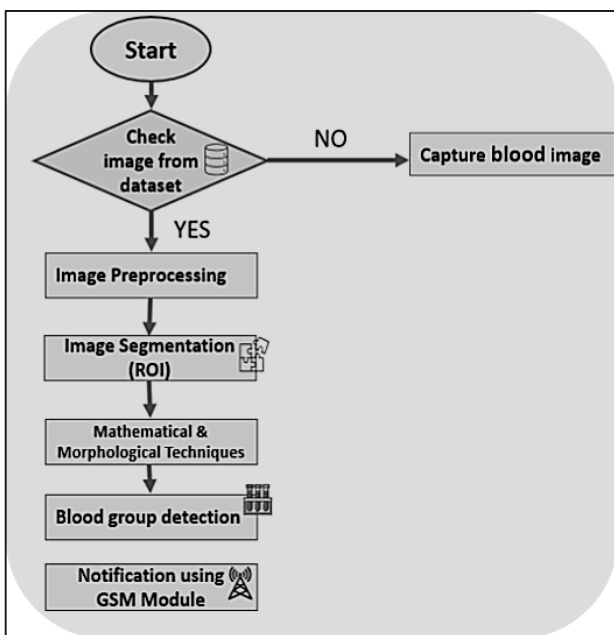 Start
Check
image from
dataset
NO
Capture blood image
YES
Image Preprocessing
Image Segmentation
(ROI)
Mathematical &
Morphological Techniques
Blood group detection
Notification using
GSM Module